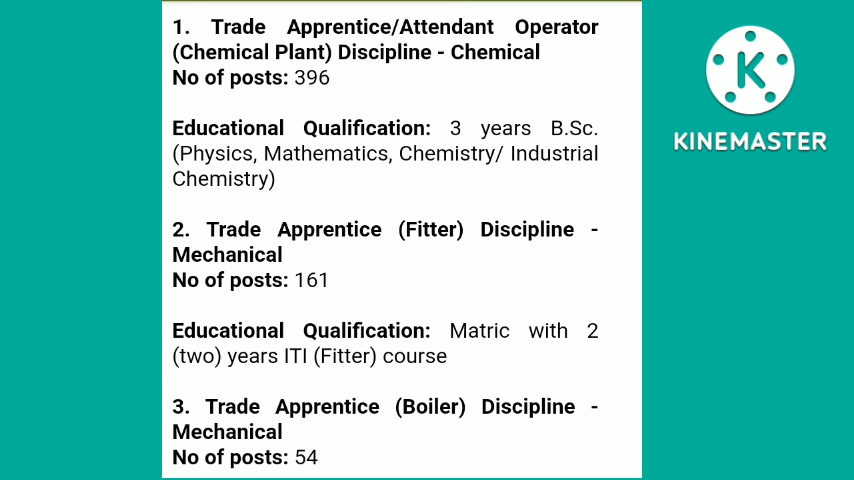 1. Trade Apprentice/Attendant Operator
(Chemical Plant) Discipline - Chemical
No of posts: 396
Educational Qualification: 3 years B.Sc.
(Physics, Mathematics, Chemistry/ Industrial
Chemistry)
2. Trade Apprentice (Fitter) Discipline -
Mechanical
No of posts: 161
Educational Qualification: Matric with 2
(two) years ITI (Fitter) course
3. Trade Apprentice (Boiler) Discipline -
Mechanical
No of posts: 54
K
KINEMASTER